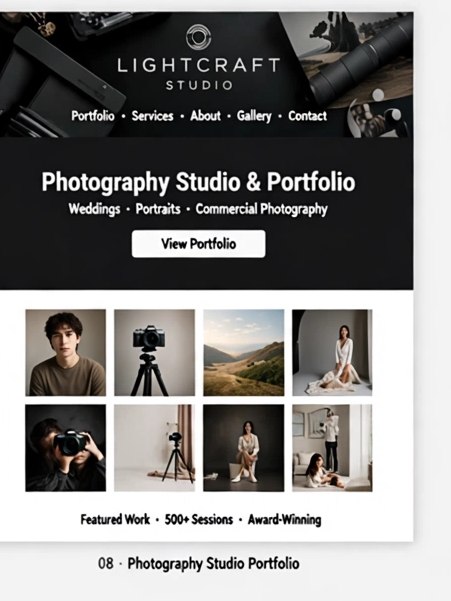 LIGHTCRAFT
STUDIO
Portfolio • Services • About • Gallery • Contact
Photography Studio & Portfolio
Weddings • Portraits • Commercial Photography
View Portfolio
Featured Work • 500+ Sessions • Award-Winning
08 · Photography Studio Portfolio